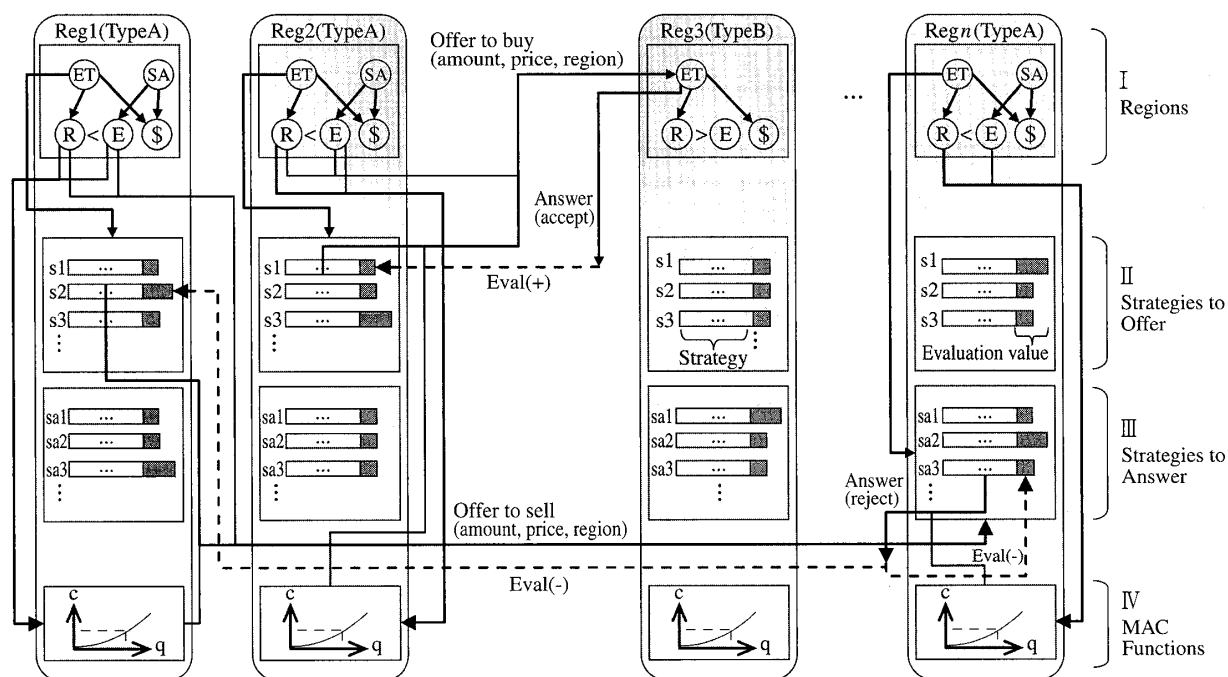 Reg1(TypeA)
Reg2(TypeA)
Reg3(TypeB)
Regn(TypeA)
ET
SA
R < E $
ET
SA
R < E $
Offer to buy
(amount, price, region)
ET
R > E $
...
ET
SA
R < E $
I
Regions
Answer
(accept)
Eval(+)
s1 ...
s2 ...
s3 ...
s1 ...
s2 ...
s3 ...
s1 ...
s2 ...
s3 ...
Strategy
s1 ...
s2 ...
s3 ...
Evaluation value
II
Strategies to
Offer
sa1 ...
sa2 ...
sa3 ...
sa1 ...
sa2 ...
sa3 ...
sa1 ...
sa2 ...
sa3 ...
sa1 ...
sa2 ...
sa3 ...
III
Strategies to
Answer
Answer
(reject)
Offer to sell
(amount, price, region)
Eval(-)
Eval(-)
c
q
c
q
c
q
c
q
IV
MAC
Functions